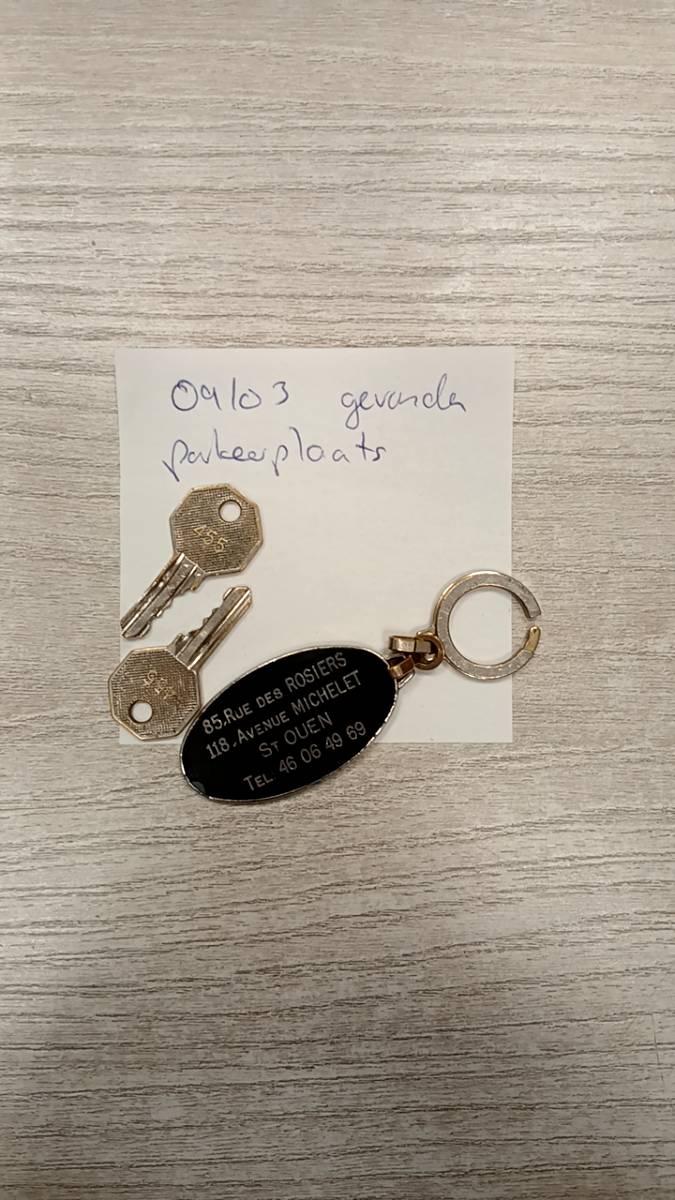 09/03 gevonden
parkeerplaats
455
85.RUE DES ROSIERS
118.AVENUE MICHELET
ST OUEN
TEL. 46 06 49 69